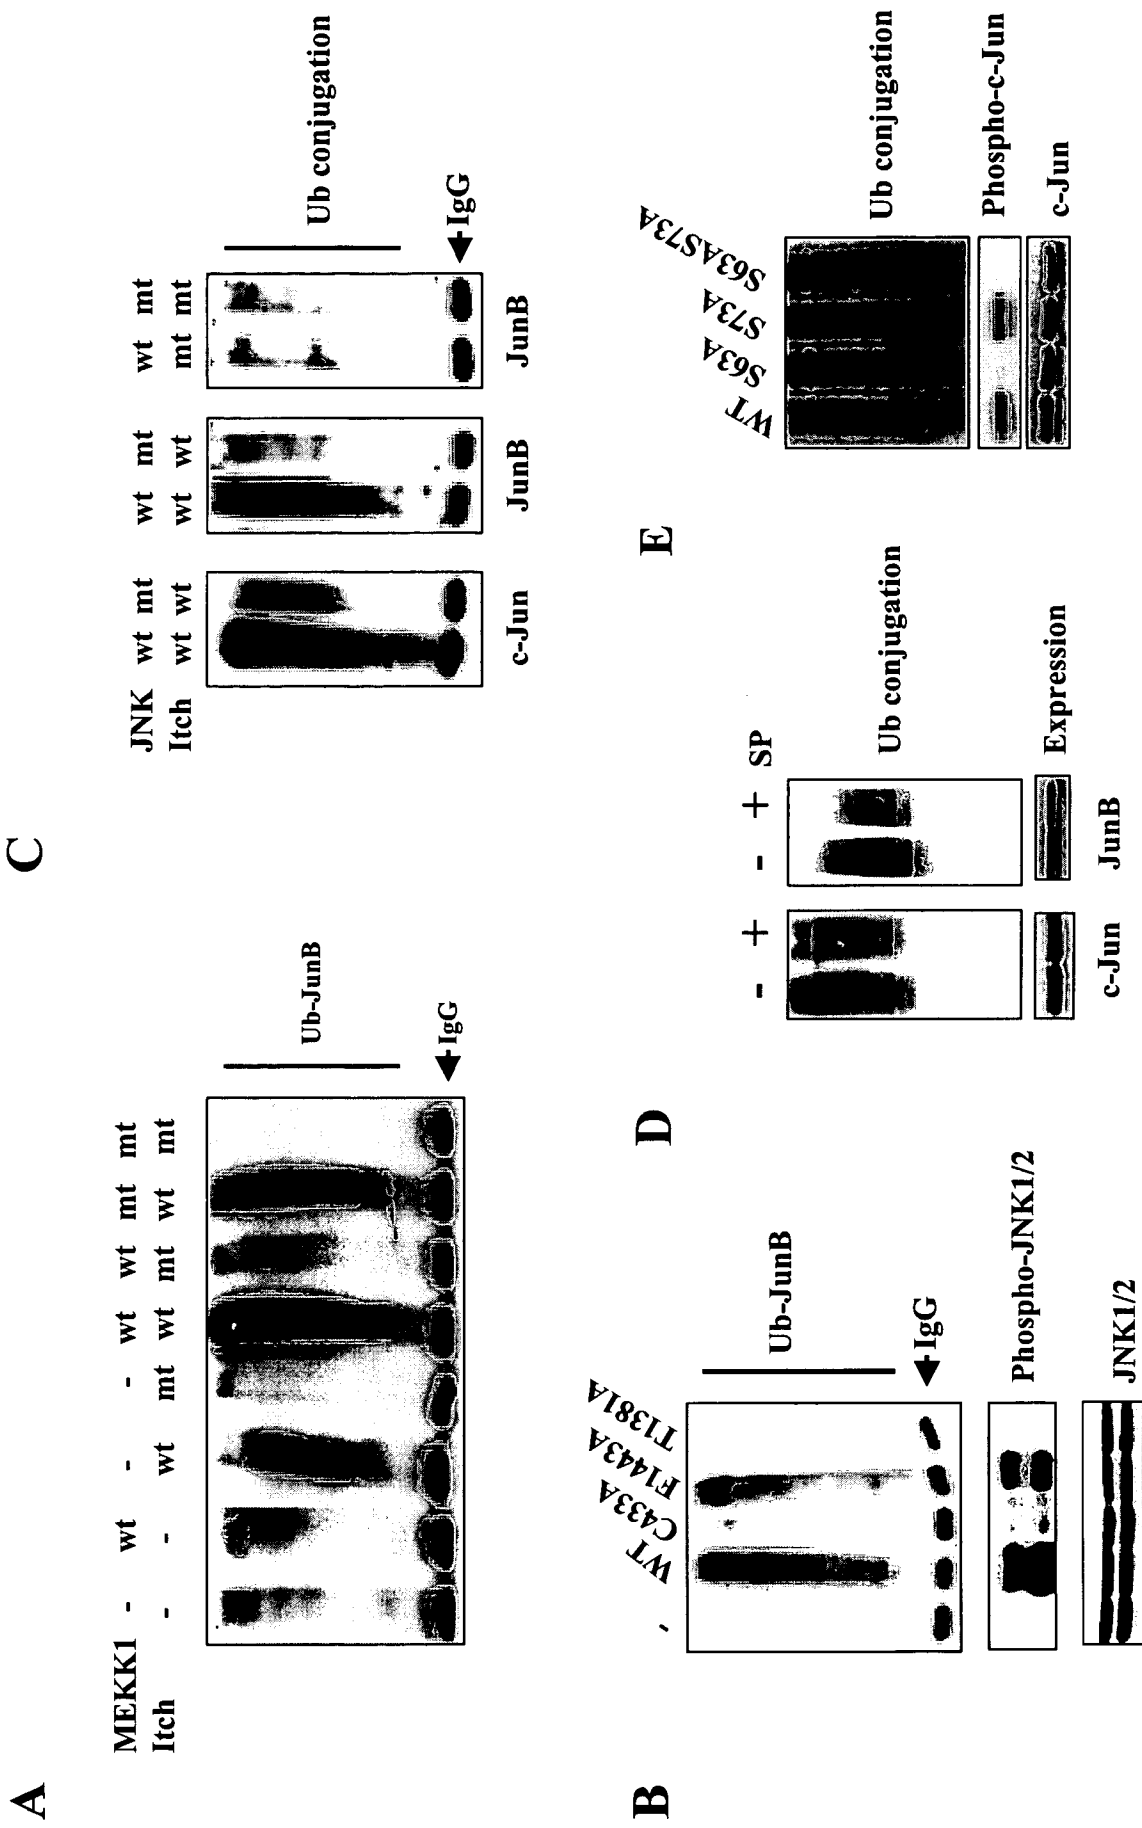 A
MEKK1 - wt - - wt wt mt mt
Itch - - wt mt wt mt wt mt
Ub-JunB
IgG
B
- WT C433A F1443A T1381A
Ub-JunB
IgG
Phospho-JNK1/2
JNK1/2
C
JNK wt mt wt mt wt mt
Itch wt wt wt wt mt mt
Ub conjugation
IgG
c-Jun JunB JunB
D
- + - + SP
Ub conjugation
Expression
c-Jun JunB
E
WT S63A S73A S63AS73A
Ub conjugation
Phospho-c-Jun
c-Jun